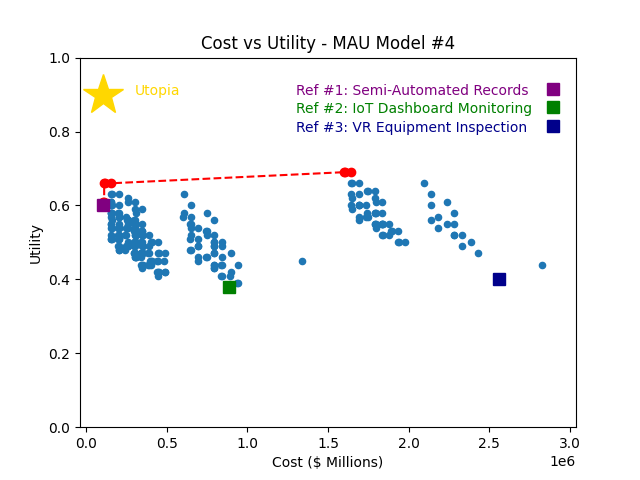 Cost vs Utility - MAU Model #4
1.0
0.8
0.6
0.4
0.2
0.0
Utility
Utopia
Ref #1: Semi-Automated Records
Ref #2: IoT Dashboard Monitoring
Ref #3: VR Equipment Inspection
0.0 0.5 1.0 1.5 2.0 2.5 3.0
1e6
Cost ($ Millions)